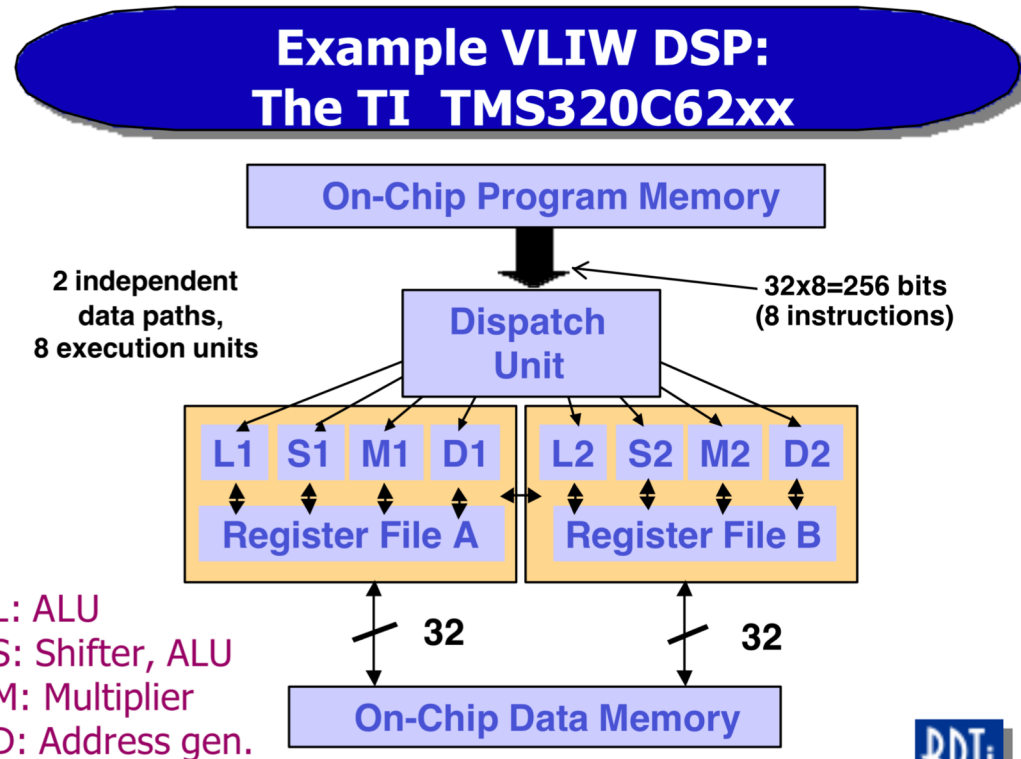 Example VLIW DSP:
The TI TMS320C62xx
On-Chip Program Memory
2 independent
data paths,
8 execution units
32x8=256 bits
(8 instructions)
Dispatch
Unit
L1 S1 M1 D1 L2 S2 M2 D2
Register File A Register File B
L: ALU
S: Shifter, ALU
M: Multiplier
D: Address gen.
32 32
On-Chip Data Memory